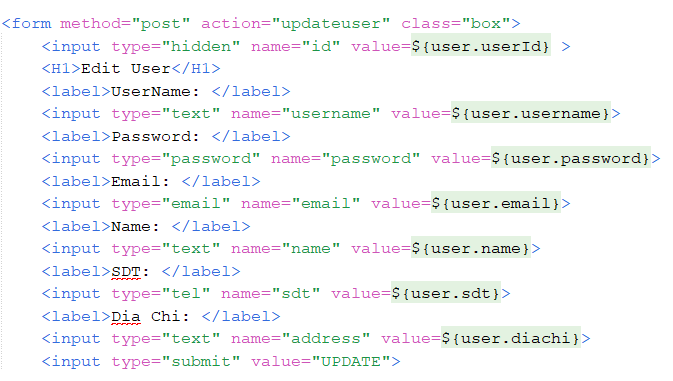 <form method="post" action="updateuser" class="box">
<input type="hidden" name="id" value=${user.userId} >
<H1>Edit User</H1>
<label>UserName: </label>
<input type="text" name="username" value=${user.username}>
<label>Password: </label>
<input type="password" name="password" value=${user.password}>
<label>Email: </label>
<input type="email" name="email" value=${user.email}>
<label>Name: </label>
<input type="text" name="name" value=${user.name}>
<label>SDT: </label>
<input type="tel" name="sdt" value=${user.sdt}>
<label>Dia Chi: </label>
<input type="text" name="address" value=${user.diachi}>
<input type="submit" value="UPDATE">